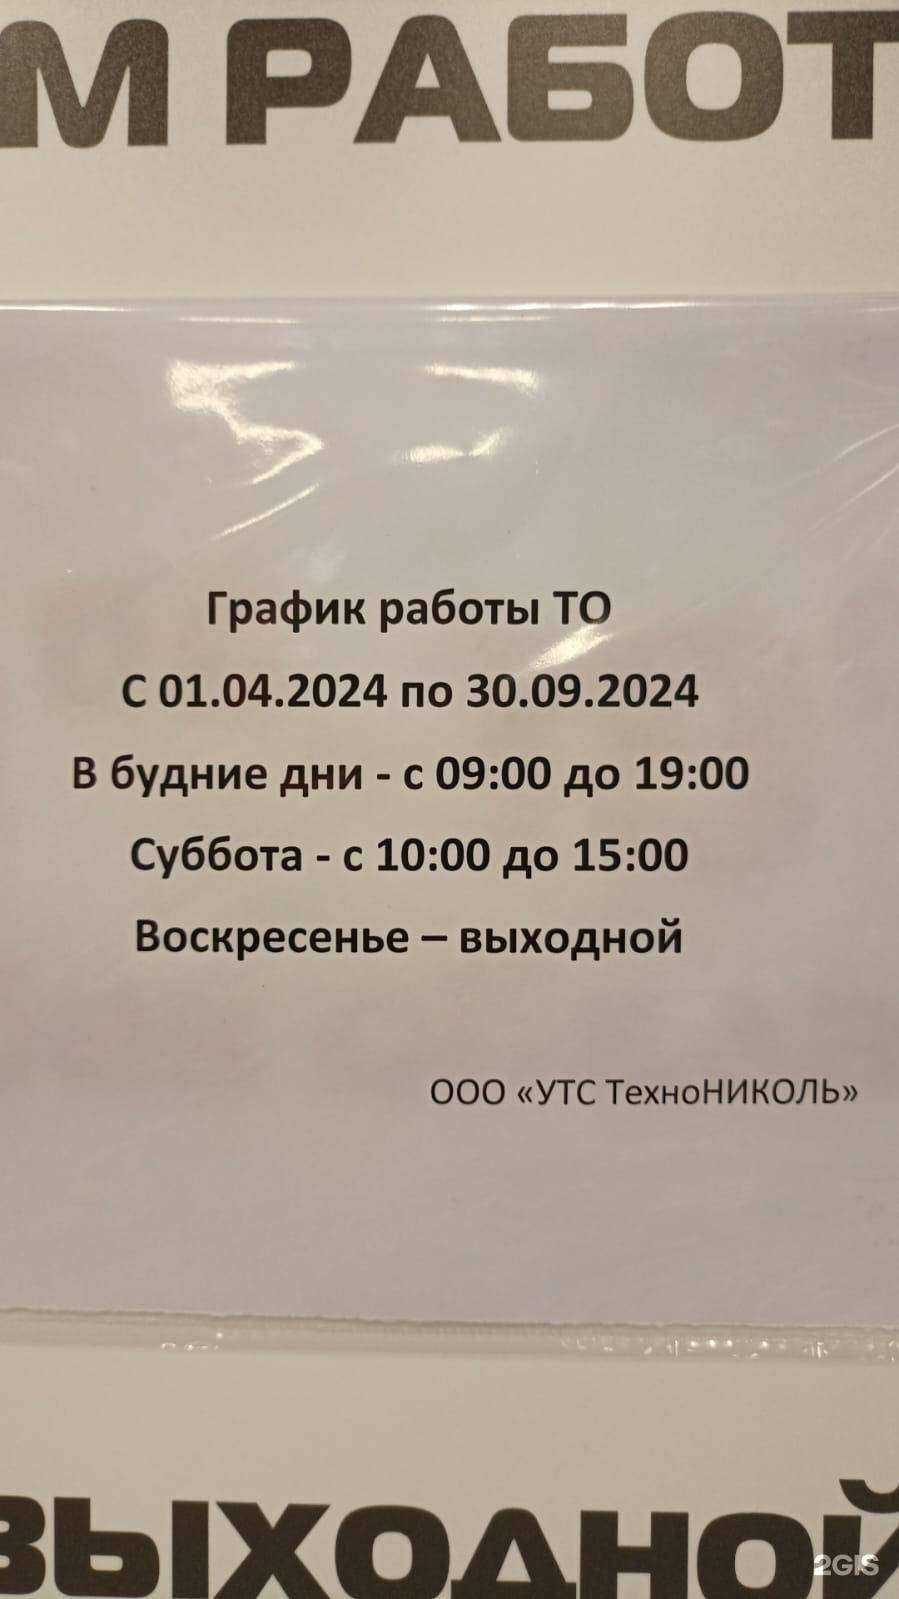 М РАБОТ
График работы ТО
С 01.04.2024 по 30.09.2024
В будние дни - с 09:00 до 19:00
Суббота - с 10:00 до 15:00
Воскресенье – выходной
ООО «УТС ТехноНИКОЛЬ»
ВЫХОДНОЙ
2GIS